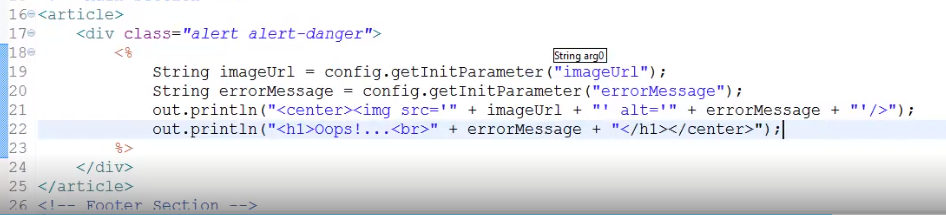 16 <article>
17 <div class="alert alert-danger">
18 <%
String arg0
19 String imageUrl = config.getInitParameter("imageUrl");
20 String errorMessage = config.getInitParameter("errorMessage");
21 out.println("<center><img src='" + imageUrl + "' alt='" + errorMessage + "'/>");
22 out.println("<h1>Oops!...<br>" + errorMessage + "</h1></center>");
23 %>
24 </div>
25 </article>
26 <!-- Footer Section -->